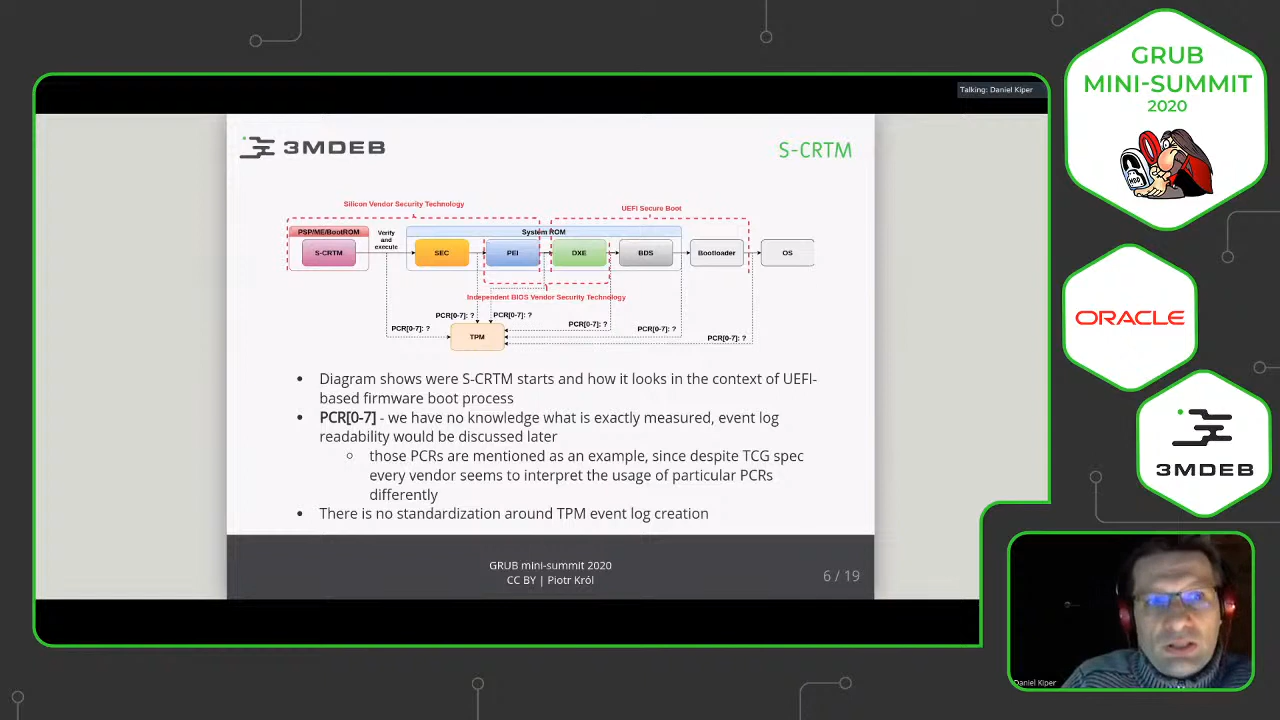 Talking: Daniel Kiper
GRUB
MINI-SUMMIT
2020
3MDEB
S-CRTM
Silicon Vendor Security Technology
UEFI Secure Boot
PSP/ME/BootROM
Verify
and
execute
System ROM
S-CRTM
SEC
PEI
DXE
BDS
Bootloader
OS
Independent BIOS Vendor Security Technology
PCR[0-7]: ?
PCR[0-7]: ?
PCR[0-7]: ?
PCR[0-7]: ?
PCR[0-7]: ?
PCR[0-7]: ?
TPM
• Diagram shows were S-CRTM starts and how it looks in the context of UEFI-
based firmware boot process
• PCR[0-7] - we have no knowledge what is exactly measured, event log
readability would be discussed later
○ those PCRs are mentioned as an example, since despite TCG spec
every vendor seems to interpret the usage of particular PCRs
differently
• There is no standardization around TPM event log creation
GRUB mini-summit 2020
CC BY | Piotr Król
6 / 19
ORACLE
3MDEB
Daniel Kiper